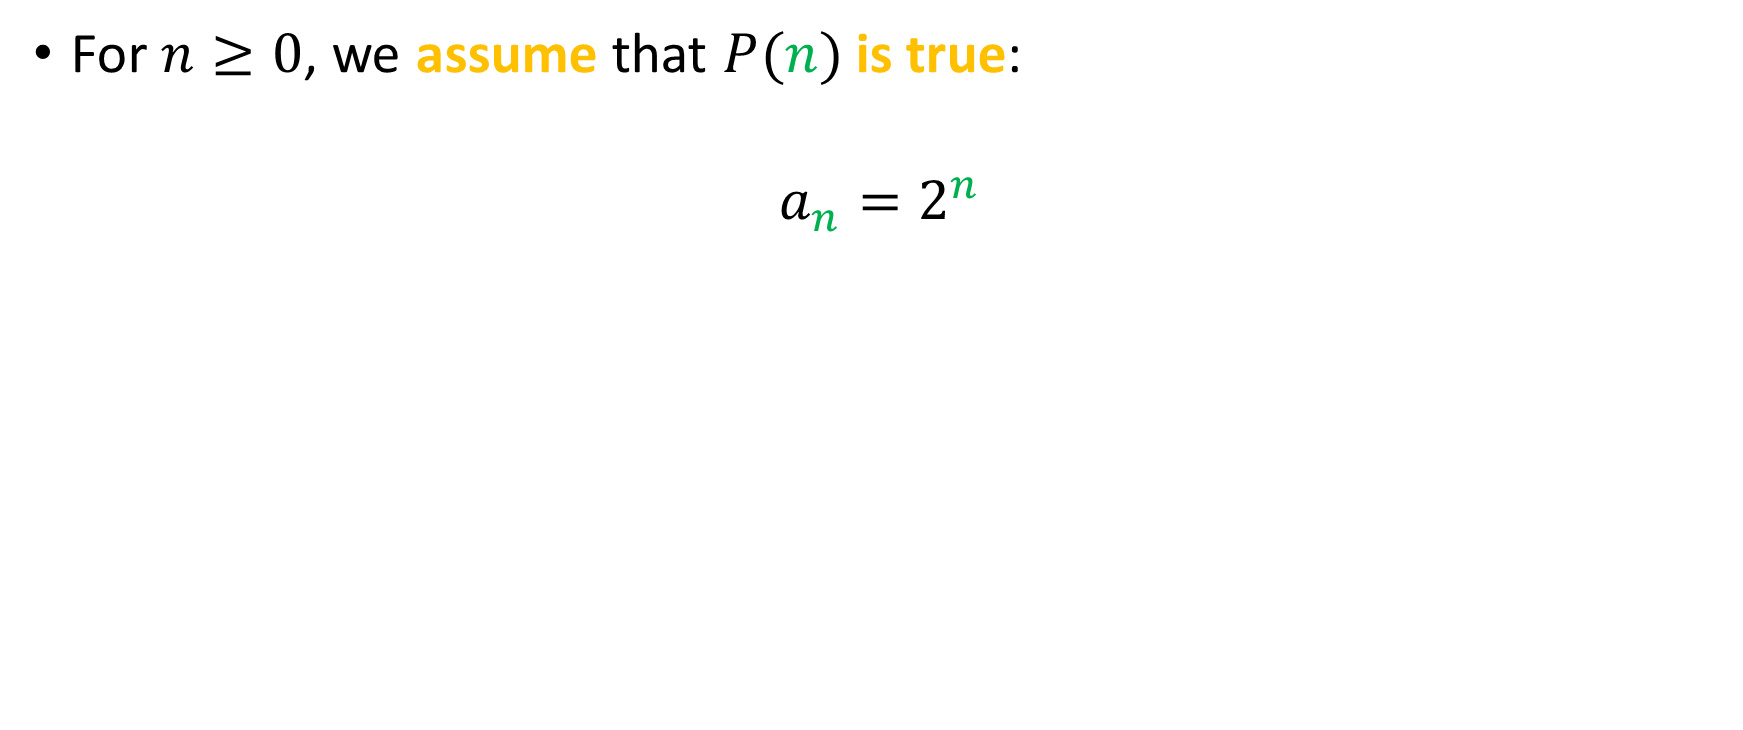 • For n ≥ 0, we assume that P(n) is true:
aₙ = 2ⁿ